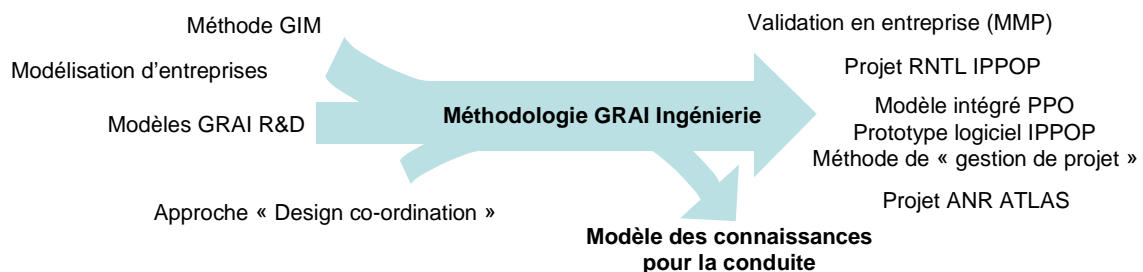 Méthode GIM
Modélisation d'entreprises
Modèles GRAI R&D
Approche « Design co-ordination »
Méthodologie GRAI Ingénierie
Modèle des connaissances
pour la conduite
Validation en entreprise (MMP)
Projet RNTL IPPOP
Modèle intégré PPO
Prototype logiciel IPPOP
Méthode de « gestion de projet »
Projet ANR ATLAS